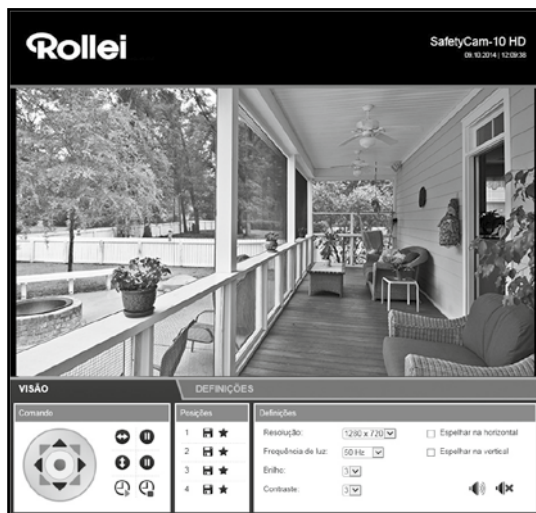 Rollei
SafetyCam-10 HD
09.10.2014 | 12:09:38
VISÃO
DEFINIÇÕES
Comando
Posições
Definições
1
Resolução:
1280 x 720
Espelhar na horizontal
2
Frequência de luz:
50 Hz
Espelhar na vertical
3
Brilho:
3
4
Contraste:
3